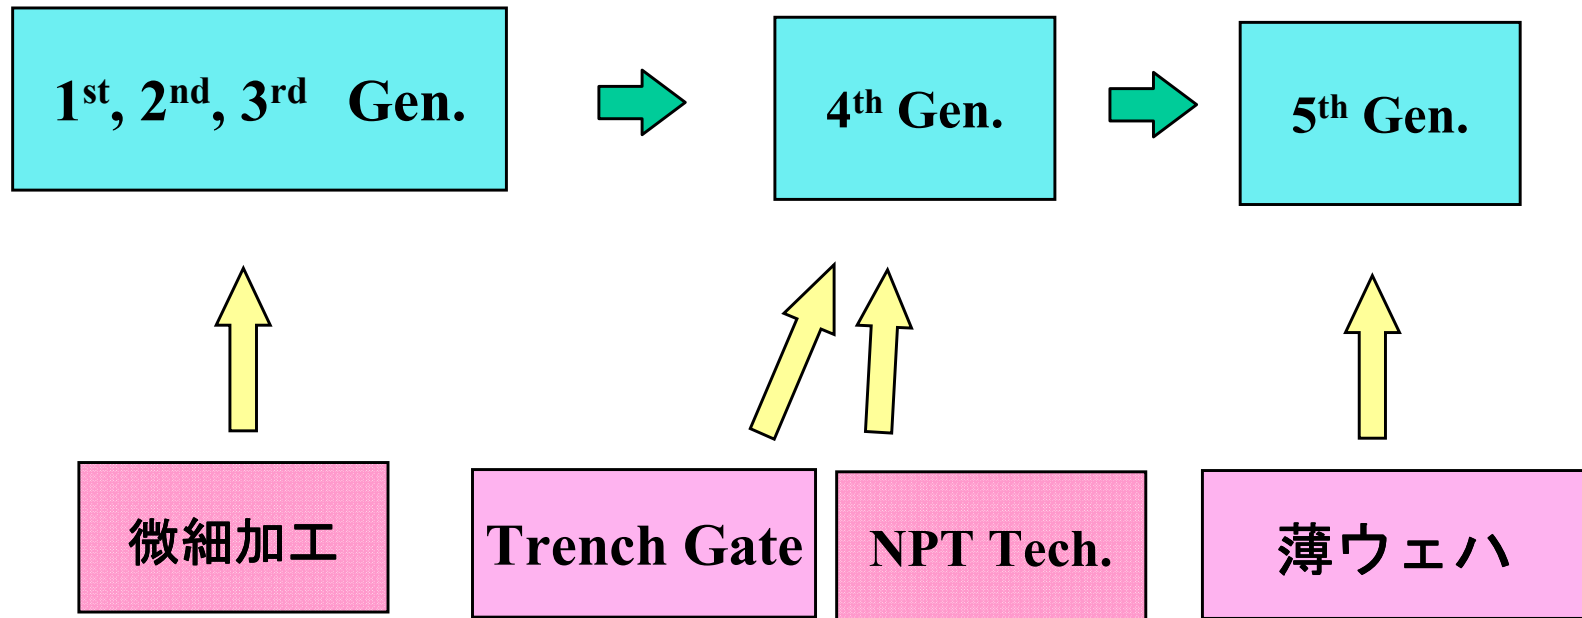 1st, 2nd, 3rd Gen.
4th Gen.
5th Gen.
微細加工
Trench Gate
NPT Tech.
薄ウェハ